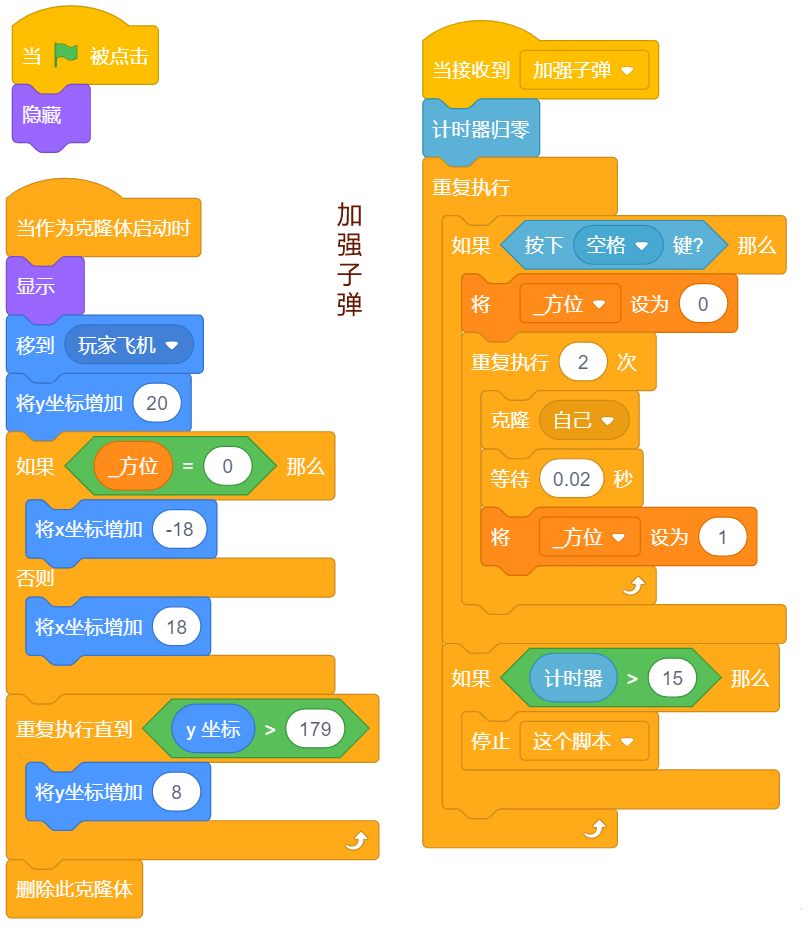 当 被点击
隐藏
当作为克隆体启动时
显示
移到 玩家飞机
将y坐标增加 20
如果 _方位 = 0 那么
将x坐标增加 -18
否则
将x坐标增加 18
重复执行直到 y 坐标 > 179
将y坐标增加 8
删除此克隆体
加
强
子
弹
当接收到 加强子弹
计时器归零
重复执行
如果 按下 空格 键? 那么
将 _方位 设为 0
重复执行 2 次
克隆 自己
等待 0.02 秒
将 _方位 设为 1
如果 计时器 > 15 那么
停止 这个脚本